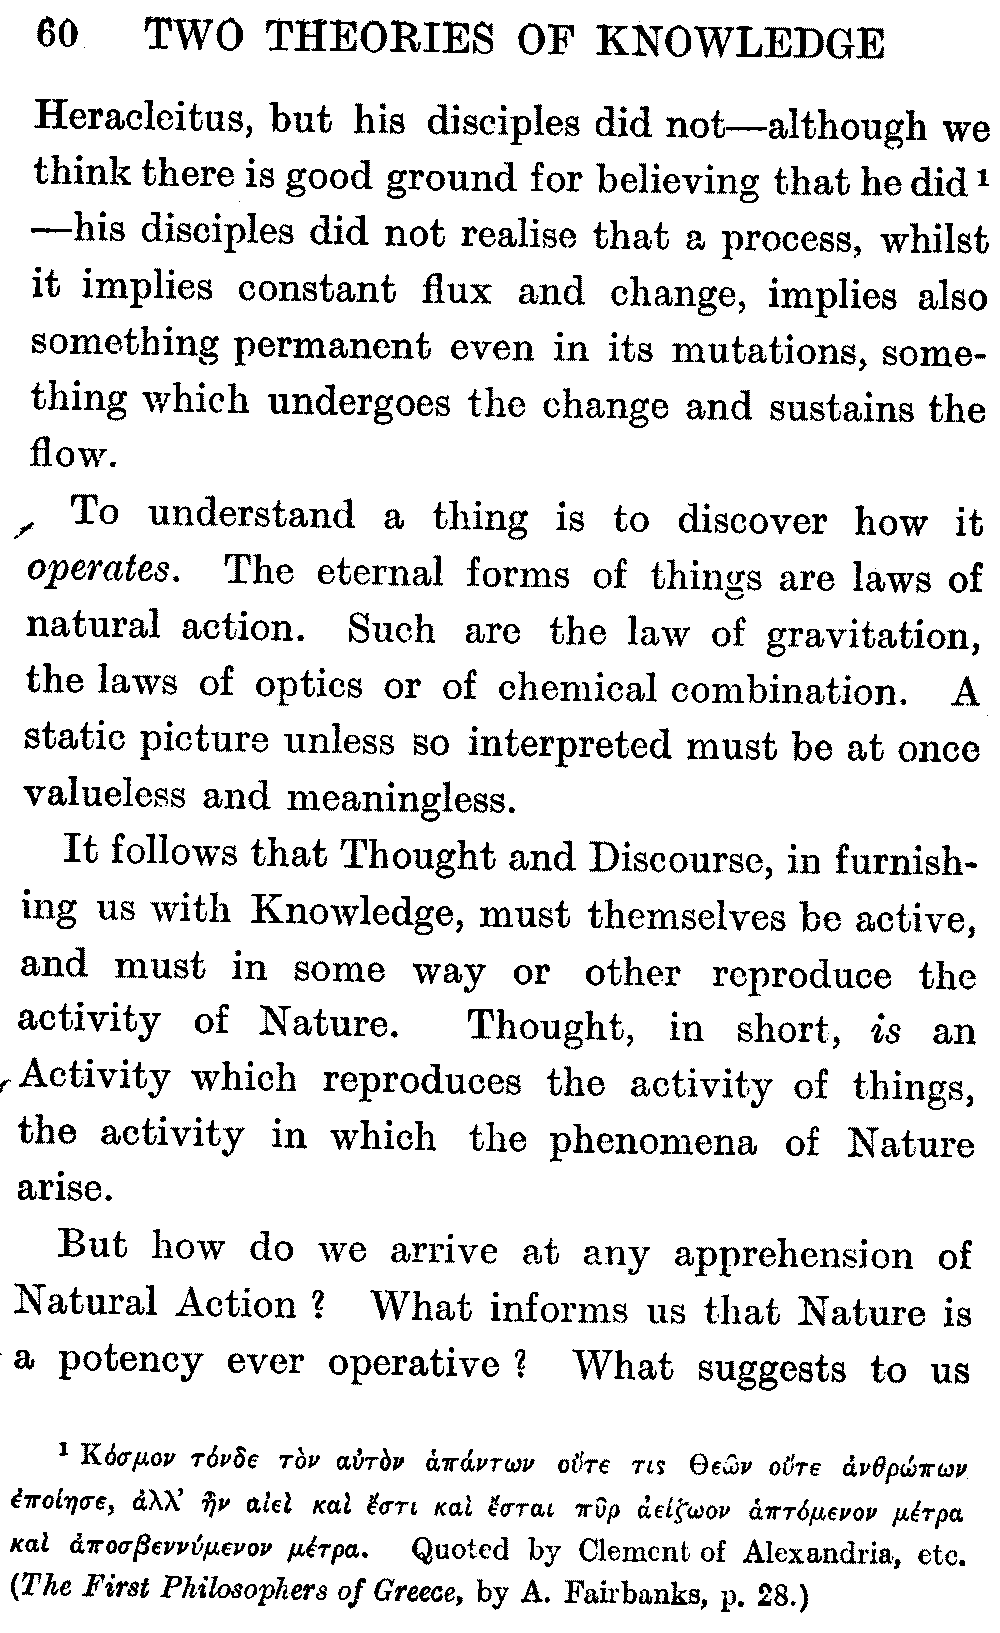 60 TWO THEORIES OF KNOWLEDGE
Heracleitus, but his disciples did not—although we
think there is good ground for believing that he did ¹
—his disciples did not realise that a process, whilst
it implies constant flux and change, implies also
something permanent even in its mutations, some-
thing which undergoes the change and sustains the
flow.
To understand a thing is to discover how it
operates. The eternal forms of things are laws of
natural action. Such are the law of gravitation,
the laws of optics or of chemical combination. A
static picture unless so interpreted must be at once
valueless and meaningless.
It follows that Thought and Discourse, in furnish-
ing us with Knowledge, must themselves be active,
and must in some way or other reproduce the
activity of Nature. Thought, in short, is an
Activity which reproduces the activity of things,
the activity in which the phenomena of Nature
arise.
But how do we arrive at any apprehension of
Natural Action ? What informs us that Nature is
a potency ever operative ? What suggests to us
¹ Κόσμον τόνδε τὸν αὐτὸν ἁπάντων οὔτε τις Θεῶν οὔτε ἀνθρώπων
ἐποίησε, ἀλλ' ἦν αἰεὶ καὶ ἔστι καὶ ἔσται πῦρ ἀείζωον ἁπτόμενον μέτρα
καὶ ἀποσβεννύμενον μέτρα. Quoted by Clement of Alexandria, etc.
(The First Philosophers of Greece, by A. Fairbanks, p. 28.)